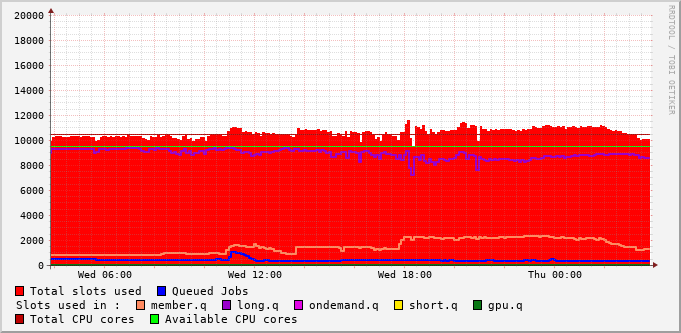 20000
18000
16000
14000
12000
10000
8000
6000
4000
2000
0
Wed 06:00 Wed 12:00 Wed 18:00 Thu 00:00
Total slots used Queued Jobs
Slots used in : member.q long.q ondemand.q short.q gpu.q
Total CPU cores Available CPU cores
RRDTOOL / TOBI OETIKER